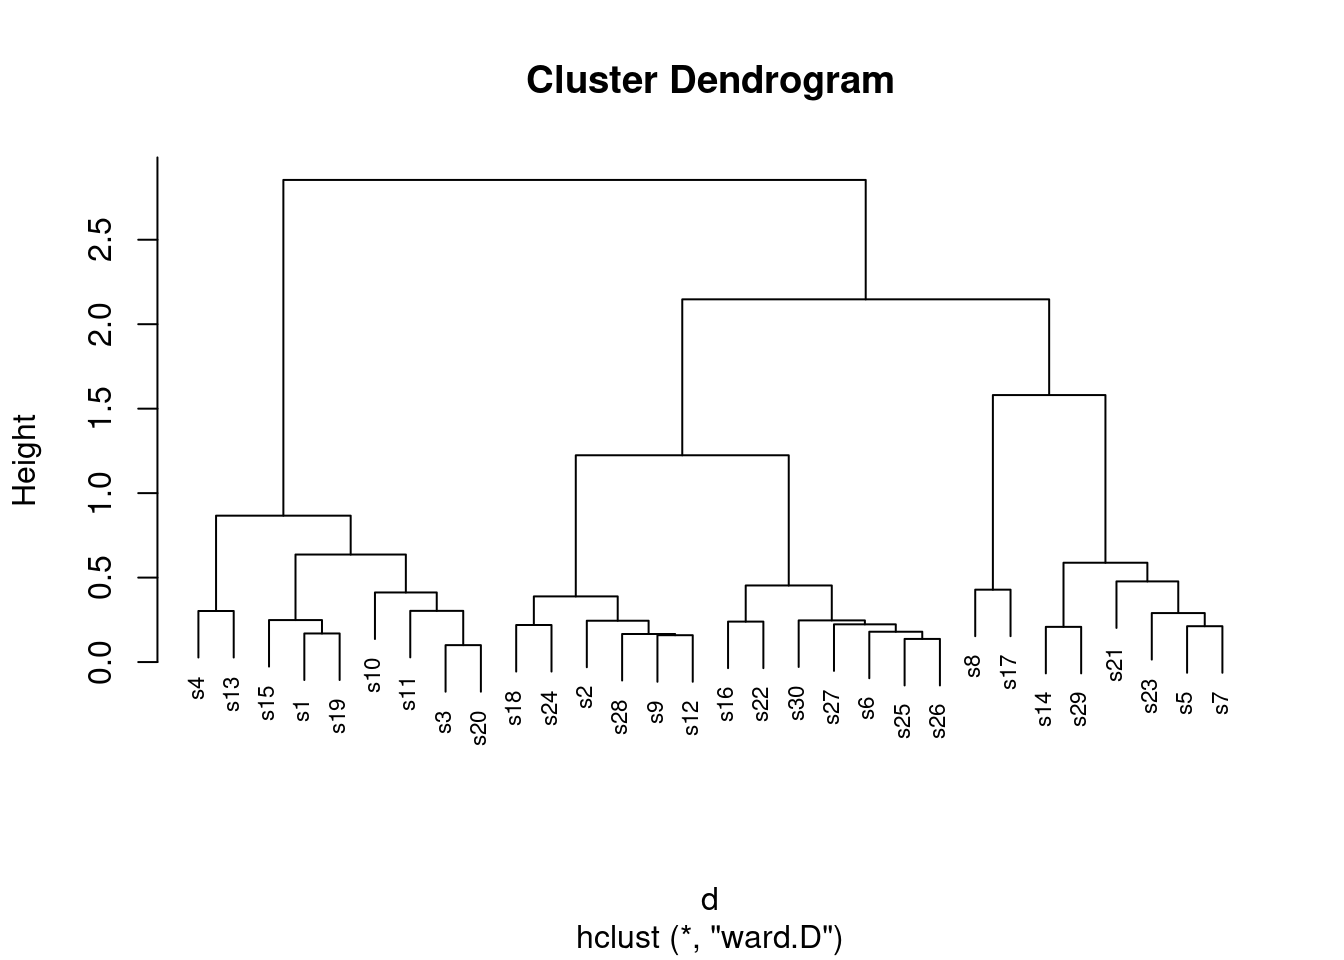 Cluster Dendrogram
Height
2.5
2.0
1.5
1.0
0.5
0.0
s4
s13
s15
s1
s19
s10
s11
s3
s20
s18
s24
s2
s28
s9
s12
s16
s22
s30
s27
s6
s25
s26
s8
s17
s14
s29
s21
s23
s5
s7
d
hclust (*, "ward.D")